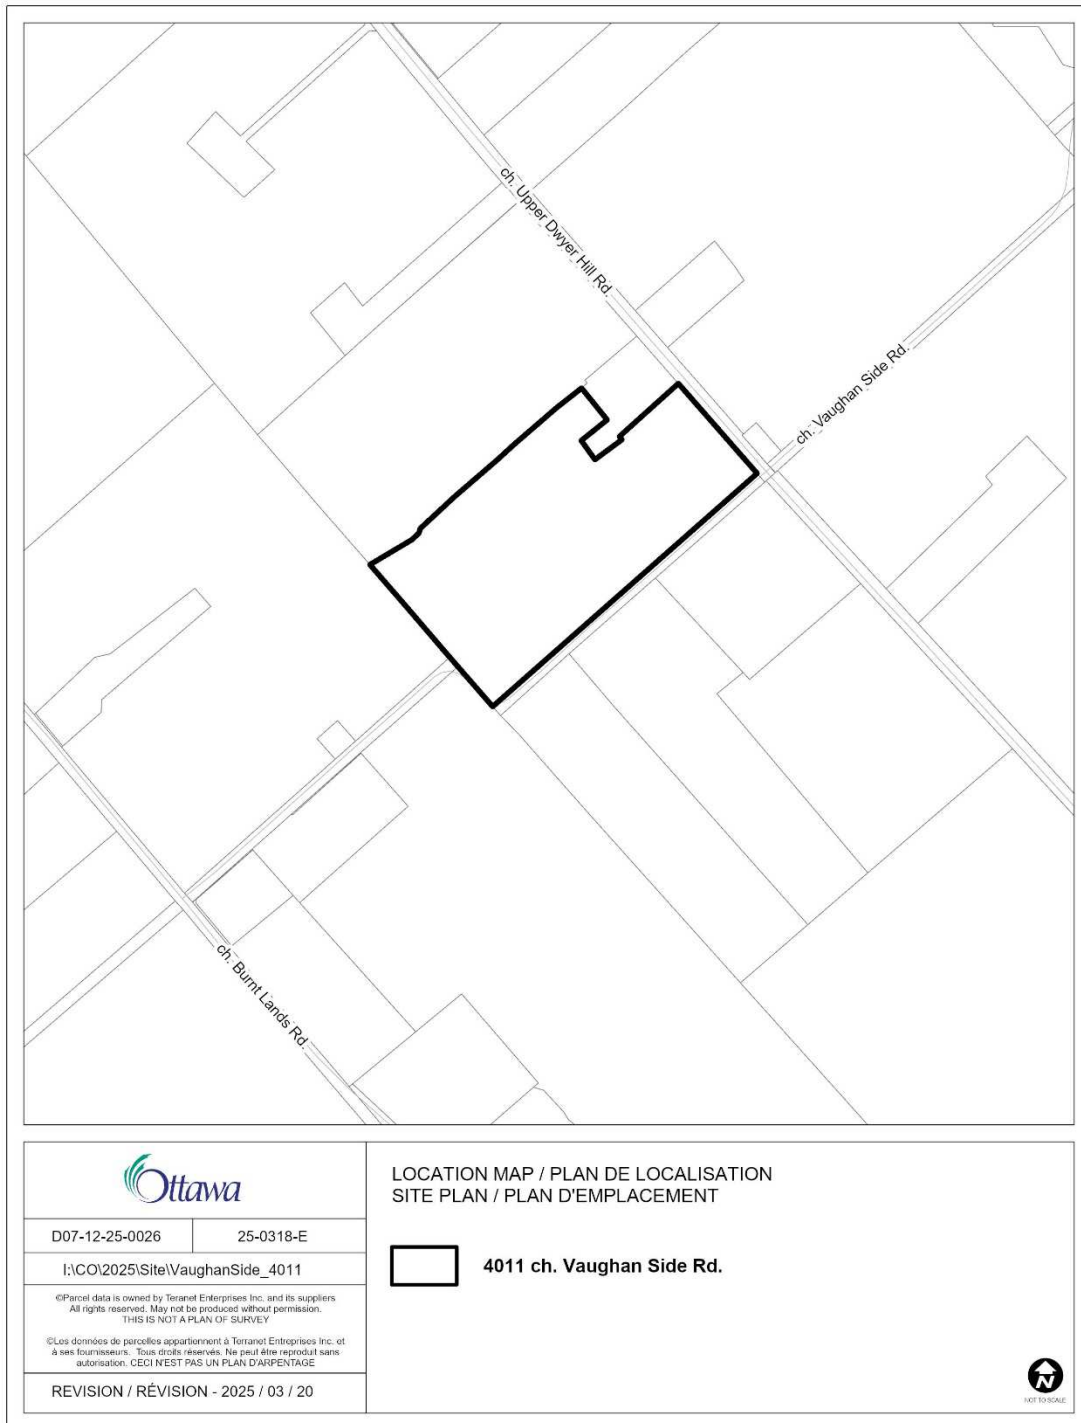 ch. Upper Dwyer Hill Rd.
ch. Vaughan Side Rd.
ch. Burnt Lands Rd.
Ottawa
D07-12-25-0026
25-0318-E
I:\CO\2025\Site\VaughanSide_4011
©Parcel data is owned by Teranet Enterprises Inc. and its suppliers
All rights reserved. May not be produced without permission.
THIS IS NOT A PLAN OF SURVEY
©Les données de parcelles appartiennent à Terranet Entreprises Inc. et
à ses fournisseurs. Tous droits réservés. Ne peut être reproduit sans
autorisation. CECI N'EST PAS UN PLAN D'ARPENTAGE
REVISION / RÉVISION - 2025 / 03 / 20
LOCATION MAP / PLAN DE LOCALISATION
SITE PLAN / PLAN D'EMPLACEMENT
4011 ch. Vaughan Side Rd.
N
NOT TO SCALE